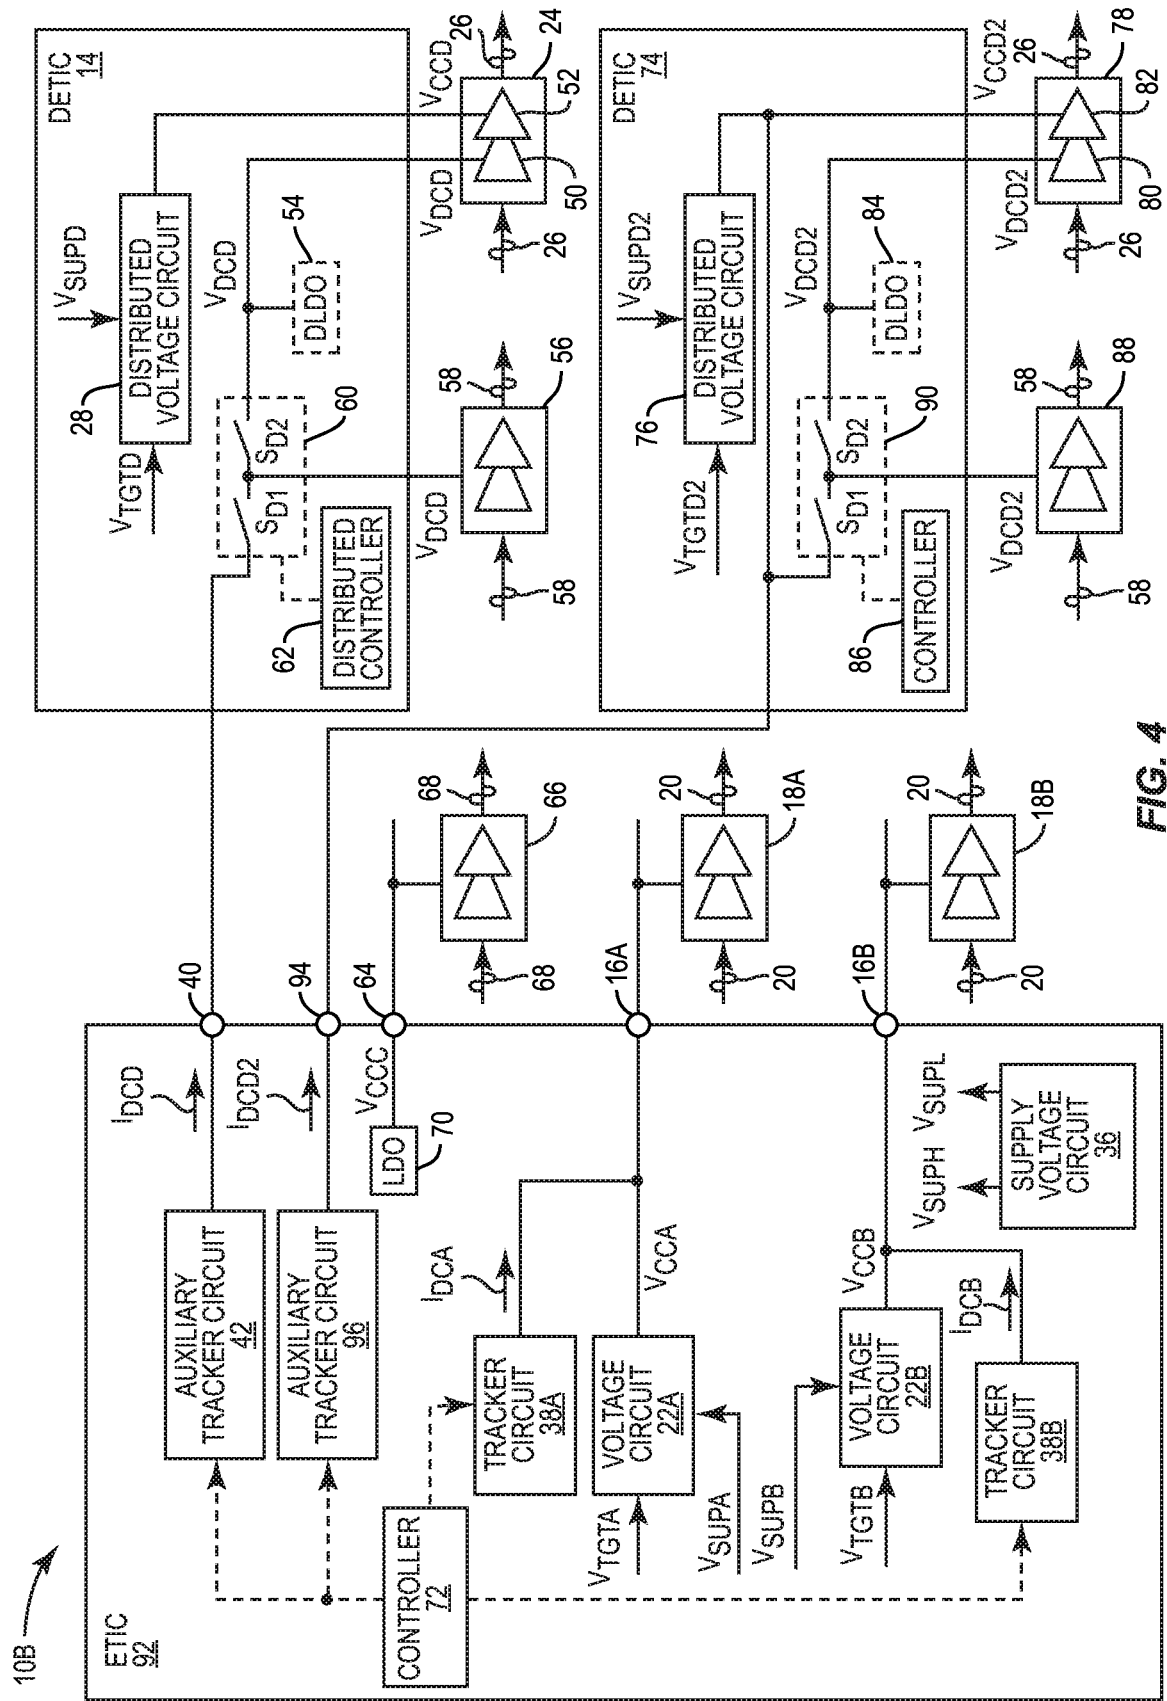 10B
ETIC
92
CONTROLLER
72
AUXILIARY
TRACKER CIRCUIT
42
AUXILIARY
TRACKER CIRCUIT
96
IDCD
IDCD2
40
94
64
VCCC
LDO
70
TRACKER
CIRCUIT
38A
IDCA
VOLTAGE
CIRCUIT
22A
VTGTA
VSUPA
VCCA
16A
VSUPB
VTGTB
VOLTAGE
CIRCUIT
22B
VCCB
16B
TRACKER
CIRCUIT
38B
IDCB
VSUPH
VSUPL
SUPPLY
VOLTAGE
CIRCUIT
36
68
68
66
20
20
18A
20
20
18B
DETIC
14
VSUPD
VTGTD
28
DISTRIBUTED
VOLTAGE CIRCUIT
VDCD
DLDO
54
SD1
SD2
60
62
DISTRIBUTED
CONTROLLER
VDCD
58
58
56
VDCD
VCCD
26
26
24
50
52
DETIC
74
VSUPD2
VTGTD2
76
DISTRIBUTED
VOLTAGE CIRCUIT
VDCD2
DLDO
84
SD1
SD2
90
86
CONTROLLER
VDCD2
58
58
88
VDCD2
VCCD2
26
26
78
80
82
FIG. 4